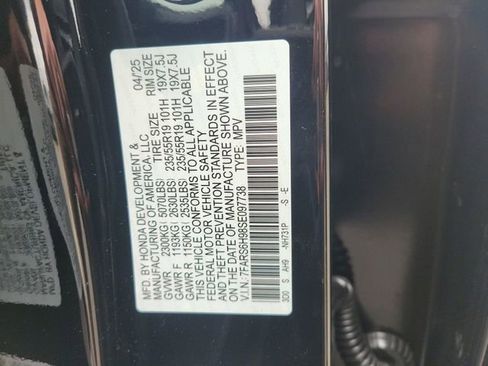 MFD. BY HONDA DEVELOPMENT & 04/25
MANUFACTURING OF AMERICA, LLC
TIRE SIZE RIM SIZE
GVWR 2300KG( 5070LBS)
GAWR F 1193KG( 2630LBS) 235/55R19 101H 19X7.5J
GAWR R 1150KG( 2535LBS) 235/55R19 101H 19X7.5J
THIS VEHICLE CONFORMS TO ALL APPLICABLE
FEDERAL MOTOR VEHICLE SAFETY
AND THEFT PREVENTION STANDARDS IN EFFECT
ON THE DATE OF MANUFACTURE SHOWN ABOVE.
V.I.N.: 7FARS6H98SE097738 TYPE: MPV
300 S AH9 -NH731P S -E